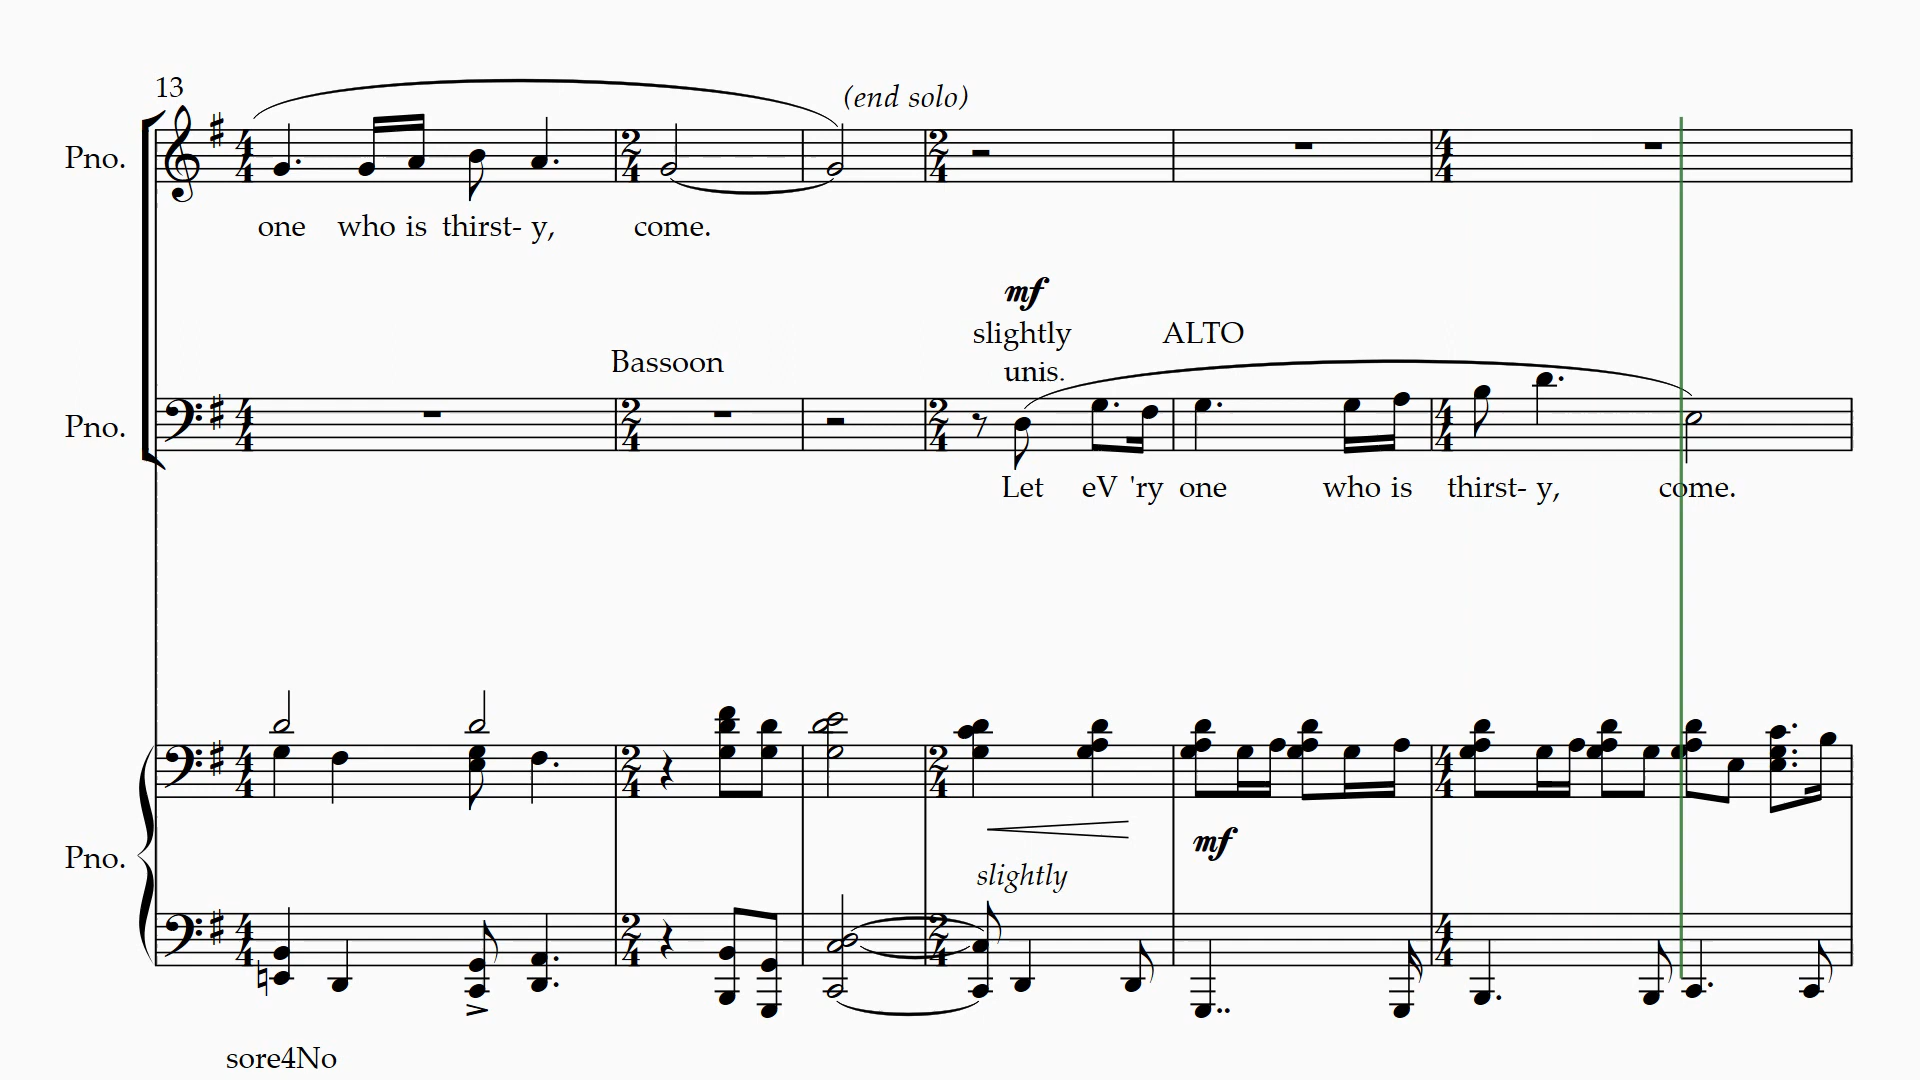 13
(end solo)
Pno.
one who is thirst- y, come.
mf
slightly
ALTO
Bassoon
unis.
Pno.
Let eV 'ry one who is thirst- y, come.
mf
Pno.
slightly
sore4No